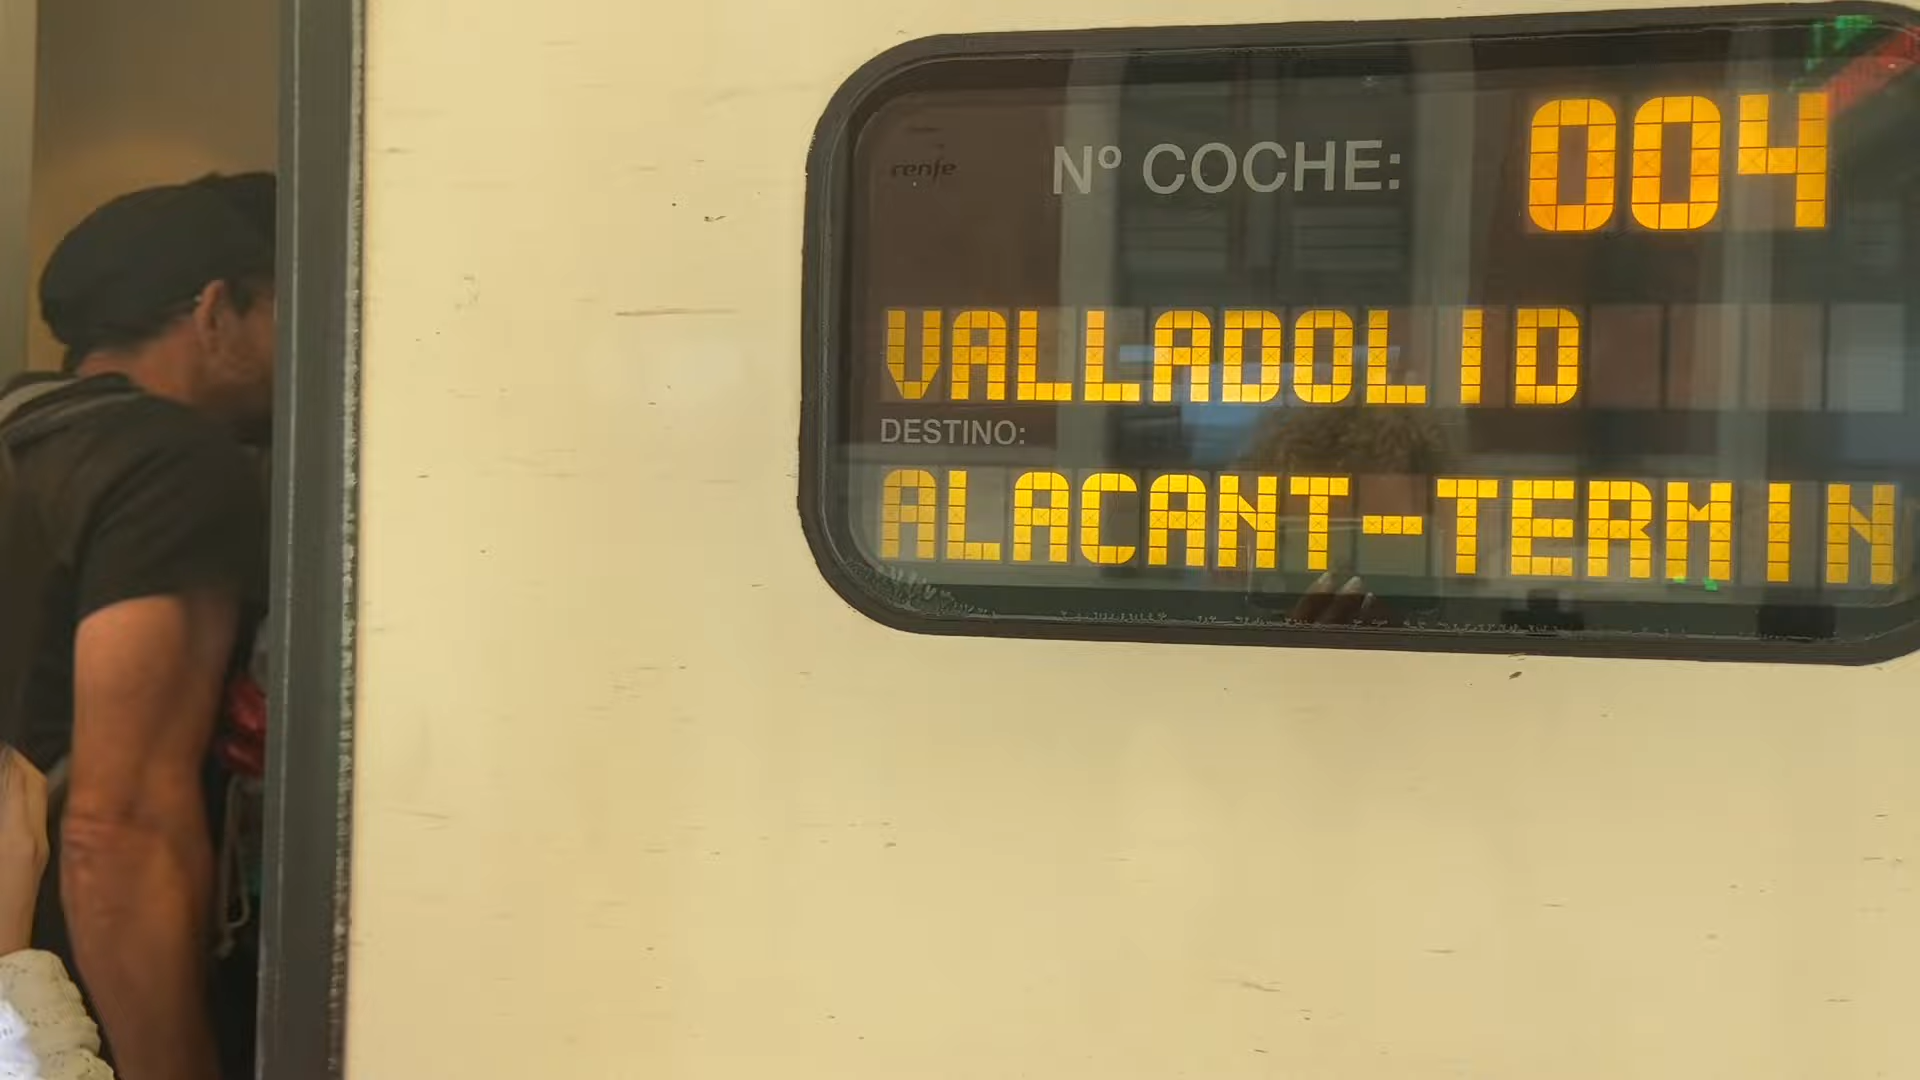 renfe
Nº COCHE: 004
VALLADOLID
DESTINO:
ALACANT-TERMIN